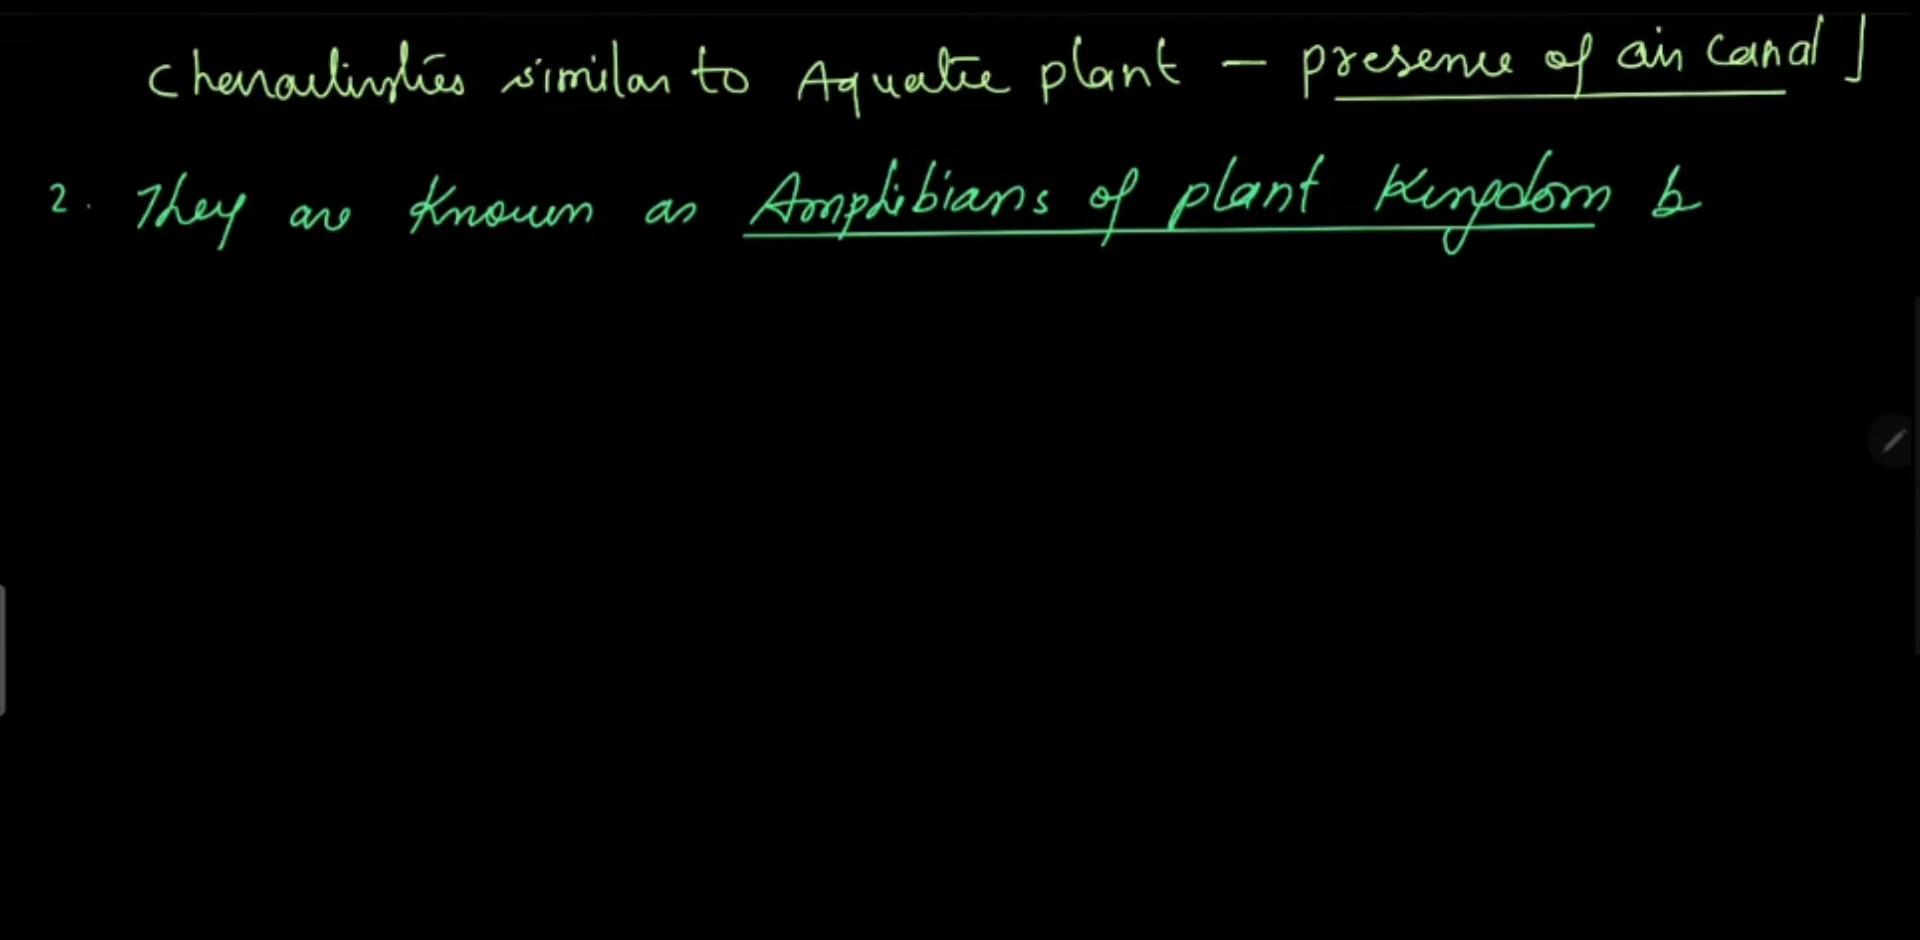 Characteristics similar to Aquatic plant – presence of air canal]
2. They are known as Amphibians of plant Kingdom b